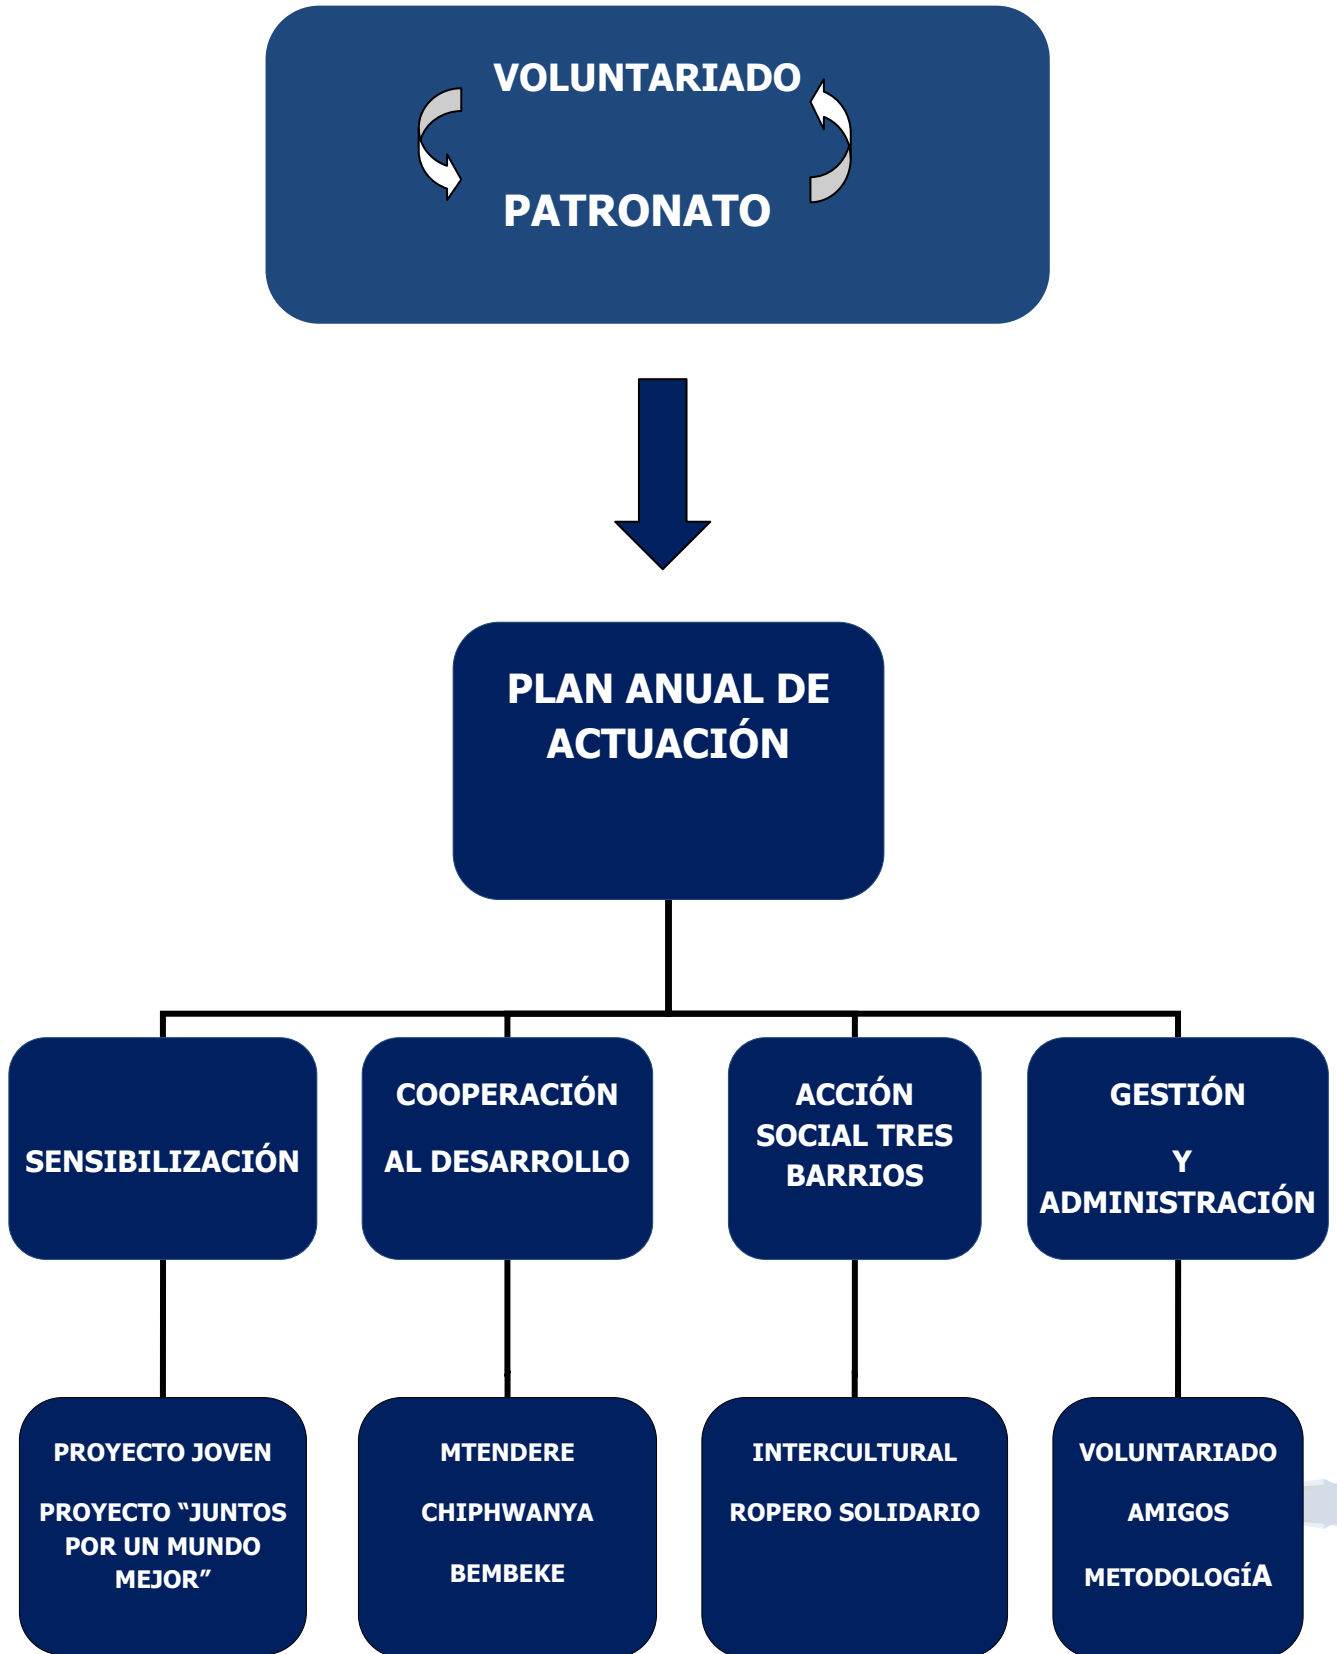 VOLUNTARIADO
PATRONATO
PLAN ANUAL DE
ACTUACIÓN
SENSIBILIZACIÓN
COOPERACIÓN
AL DESARROLLO
ACCIÓN
SOCIAL TRES
BARRIOS
GESTIÓN
Y
ADMINISTRACIÓN
PROYECTO JOVEN
PROYECTO “JUNTOS
POR UN MUNDO
MEJOR”
MTENDERE
CHIPHWANYA
BEMBEKE
INTERCULTURAL
ROPERO SOLIDARIO
VOLUNTARIADO
AMIGOS
METODOLOGÍA